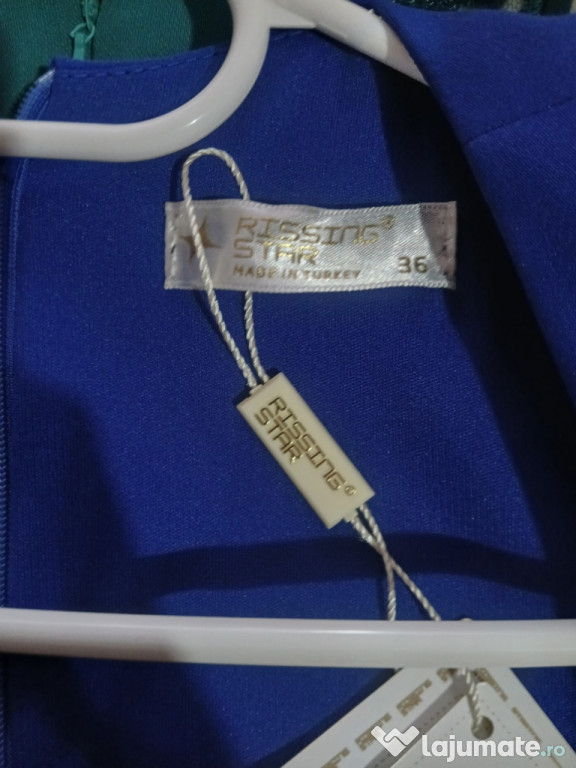 RISSING®
STAR
MADE IN TURKEY 36
RISSING®
STAR
lajumate.ro